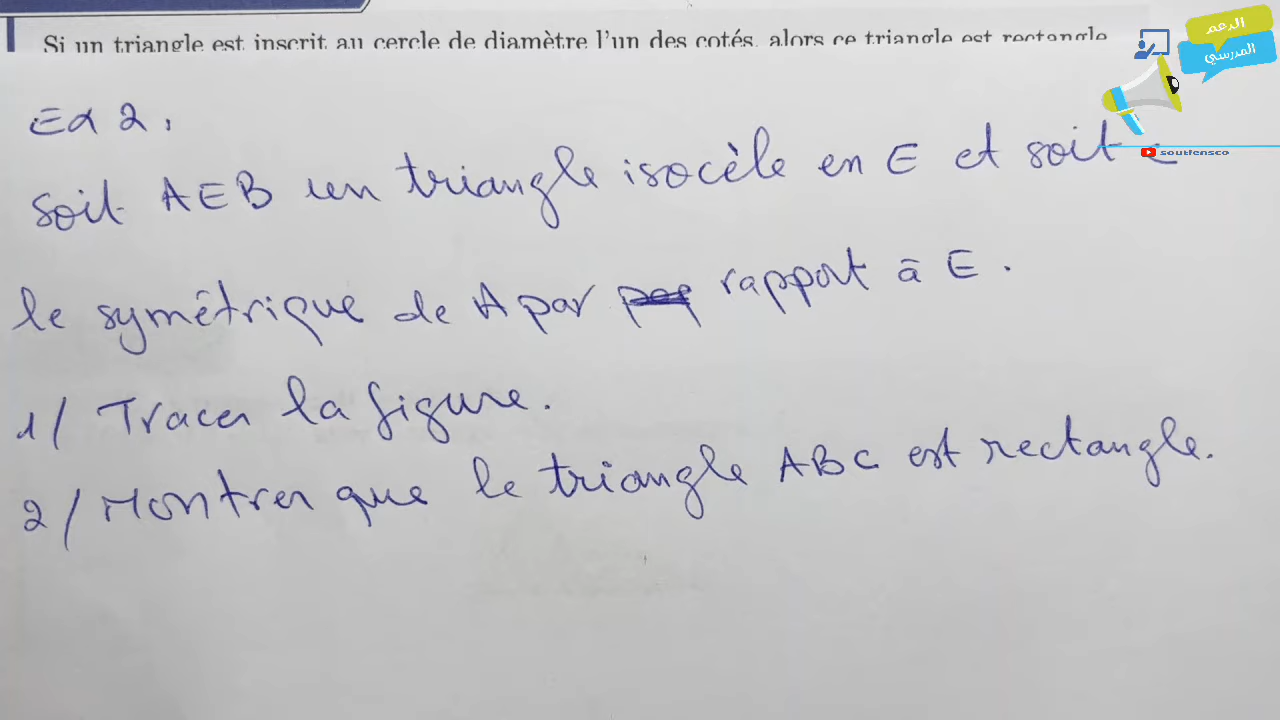 Si un triangle est inscrit au cercle de diamètre l'un des cotés, alors ce triangle est rectangle
الدعم
المدرسي
soutiensco
Ex 2,
soit AEB un triangle isocèle en E et soit C
le symétrique de A par rapport à E.
1/ Tracer la figure.
2/ Montrer que le triangle ABC est rectangle.